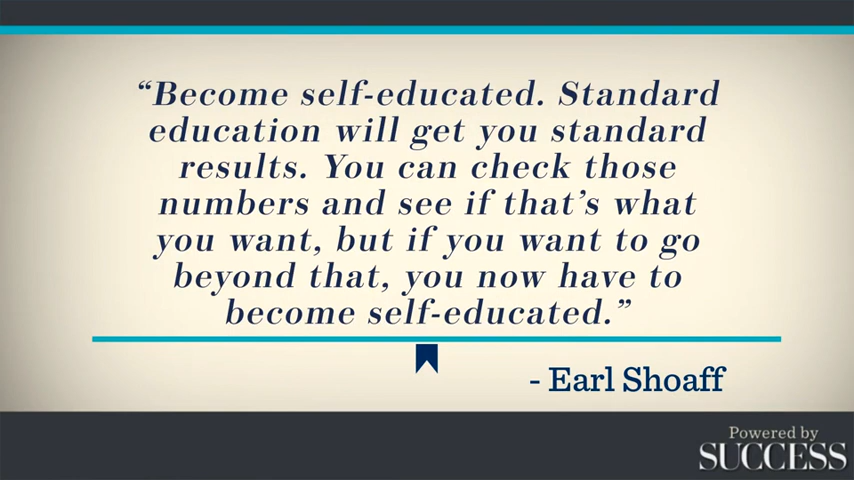 “Become self-educated. Standard
education will get you standard
results. You can check those
numbers and see if that’s what
you want, but if you want to go
beyond that, you now have to
become self-educated.”
- Earl Shoaff
Powered by
SUCCESS